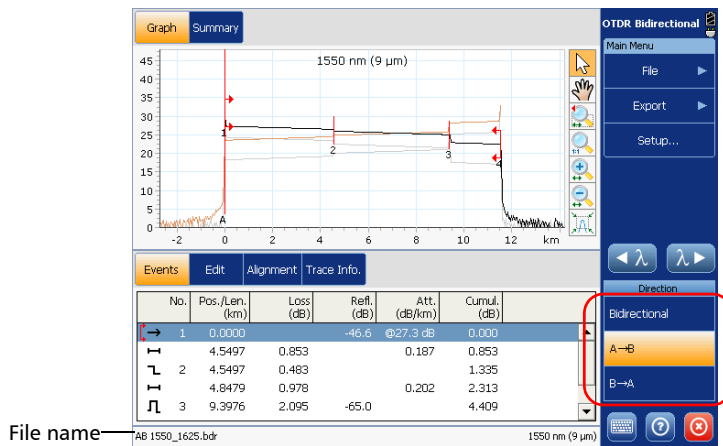 Graph Summary
OTDR Bidirectional
Main Menu
File
Export
Setup...
1550 nm (9 µm)
45
40
35
30
25
20
15
10
5
0
1
2
3
4
A
-2 0 2 4 6 8 10 12 km
1:1
λ λ
Direction
Bidirectional
A→B
B→A
Events Edit Alignment Trace Info.
No. Pos./Len. (km) Loss (dB) Refl. (dB) Att. (dB/km) Cumul. (dB)
1 0.0000 -46.6 @27.3 dB 0.000
4.5497 0.853 0.187 0.853
2 4.5497 0.483 1.335
4.8479 0.978 0.202 2.313
3 9.3976 2.095 -65.0 4.409
File name
AB 1550_1625.bdr 1550 nm (9 µm)